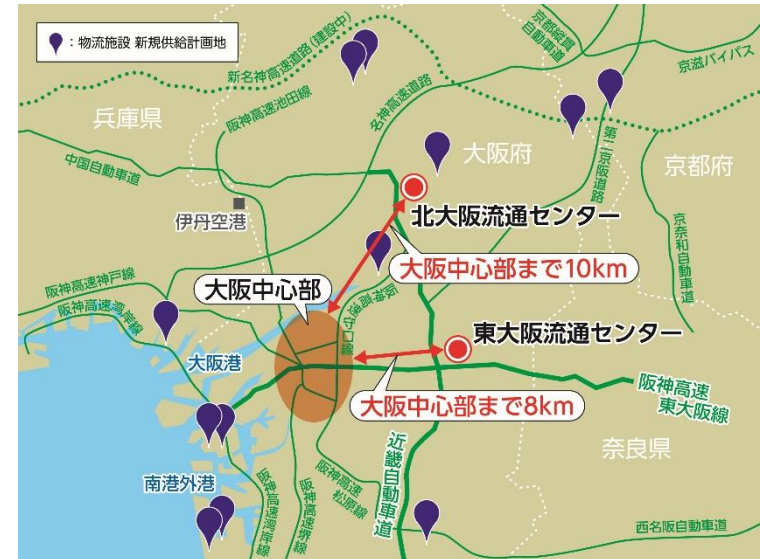 ：物流施設 新規供給計画地
新名神高速道路(建設中)
京都縦貫
自動車道
京滋バイパス
兵庫県
阪神高速池田線
名神高速道路
大阪府
第二京阪道路
京都府
中国自動車道
伊丹空港
北大阪流通センター
京奈和自動車道
大阪中心部まで10km
大阪中心部
阪神高速神戸線
阪神高速湾岸線
阪神高速守口線
東大阪流通センター
大阪港
大阪中心部まで8km
阪神高速
東大阪線
近畿自動車道
奈良県
南港外港
阪神高速
松原線
阪神高速湾岸線
阪神高速堺線
西名阪自動車道